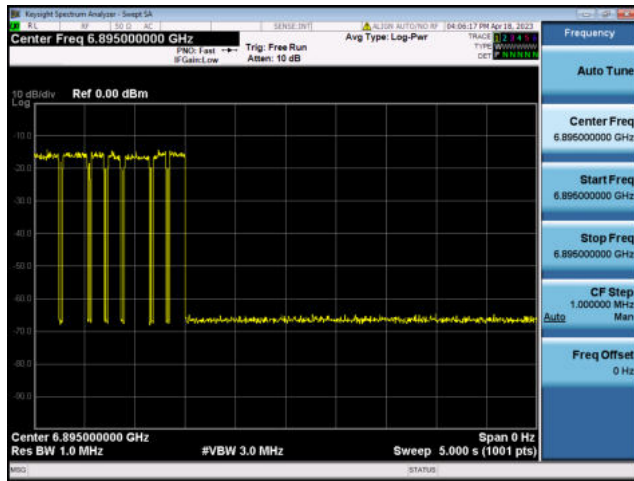 Keysight Spectrum Analyzer - Swept SA
RL RF 50 Ω AC SENSE:INT ALIGN AUTO/NO RF 04:06:17 PM Apr 18, 2023
Center Freq 6.895000000 GHz
PNO: Fast
IFGain:Low
Trig: Free Run
Atten: 10 dB
Avg Type: Log-Pwr
TRACE 1 2 3 4 5 6
TYPE WWWWWW
DET P N N N N N
10 dB/div Ref 0.00 dBm
Log
-10.0
-20.0
-30.0
-40.0
-50.0
-60.0
-70.0
-80.0
-90.0
Center 6.895000000 GHz Span 0 Hz
Res BW 1.0 MHz #VBW 3.0 MHz Sweep 5.000 s (1001 pts)
MSG STATUS
Frequency
Auto Tune
Center Freq
6.895000000 GHz
Start Freq
6.895000000 GHz
Stop Freq
6.895000000 GHz
CF Step
1.000000 MHz
Auto Man
Freq Offset
0 Hz